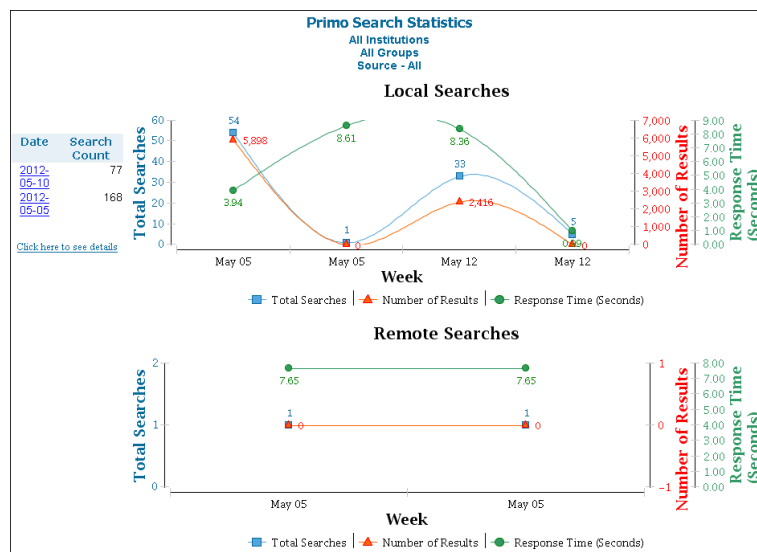 Primo Search Statistics
All Institutions
All Groups
Source - All
Date Search Count
2012-05-10 77
2012-05-05 168
Click here to see details
Local Searches
Total Searches
60
50
40
30
20
10
0
54
1
33
5
5,898
0
2,416
0
3.94
8.61
8.36
7,000
6,000
5,000
4,000
3,000
2,000
1,000
0
Number of Results
9.00
8.00
7.00
6.00
5.00
4.00
3.00
2.00
1.00
0.00
Response Time (Seconds)
May 05 May 05 May 12 May 12
Week
Total Searches Number of Results Response Time (Seconds)
Remote Searches
Total Searches
2
1
0
7.65 7.65
1 1
0 0
1
0
-1
Number of Results
8.00
7.00
6.00
5.00
4.00
3.00
2.00
1.00
0.00
Response Time (Seconds)
May 05 May 05
Week
Total Searches Number of Results Response Time (Seconds)